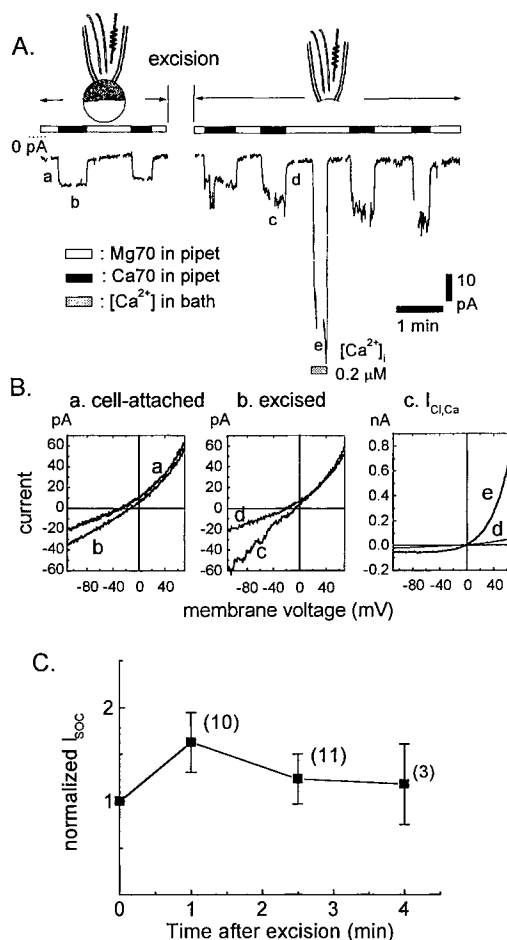 A.
excision
0 pA
a
b
c
d
e
: Mg70 in pipet
: Ca70 in pipet
: [Ca²⁺] in bath
10
pA
1 min
[Ca²⁺]i
0.2 μM
B.
a. cell-attached
b. excised
c. I Cl,Ca
pA
pA
nA
60
40
20
0
-20
-40
-60
a
b
60
40
20
0
-20
-40
-60
d
c
0.8
0.6
0.4
0.2
0.0
-0.2
e
d
current
-80 -40 0 40
-80 -40 0 40
-80 -40 0 40
membrane voltage (mV)
C.
normalized I SOC
2
1
(10)
(11)
(3)
0 1 2 3 4
Time after excision (min)